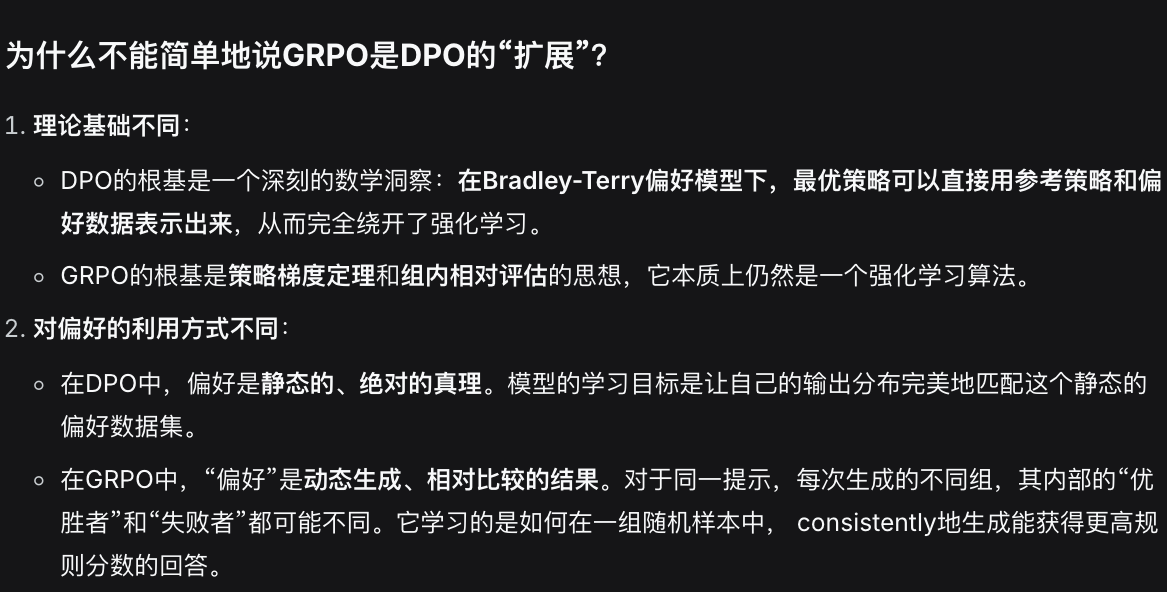 为什么不能简单地说GRPO是DPO的“扩展”？
1. 理论基础不同：
◦ DPO的根基是一个深刻的数学洞察：在Bradley-Terry偏好模型下，最优策略可以直接用参考策略和偏
好数据表示出来，从而完全绕开了强化学习。
◦ GRPO的根基是策略梯度定理和组内相对评估的思想，它本质上仍然是一个强化学习算法。
2. 对偏好的利用方式不同：
◦ 在DPO中，偏好是静态的、绝对的真理。模型的学习目标是让自己的输出分布完美地匹配这个静态的
偏好数据集。
◦ 在GRPO中，“偏好”是动态生成、相对比较的结果。对于同一提示，每次生成的不同组，其内部的“优
胜者”和“失败者”都可能不同。它学习的是如何在一组随机样本中， consistently地生成能获得更高规
则分数的回答。